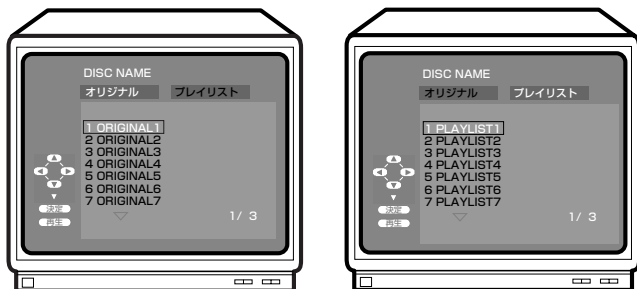 DISC NAME
オリジナル プレイリスト
1 ORIGINAL1
2 ORIGINAL2
3 ORIGINAL3
4 ORIGINAL4
5 ORIGINAL5
6 ORIGINAL6
7 ORIGINAL7
決定
再生
1/ 3
DISC NAME
オリジナル プレイリスト
1 PLAYLIST1
2 PLAYLIST2
3 PLAYLIST3
4 PLAYLIST4
5 PLAYLIST5
6 PLAYLIST6
7 PLAYLIST7
決定
再生
1/ 3